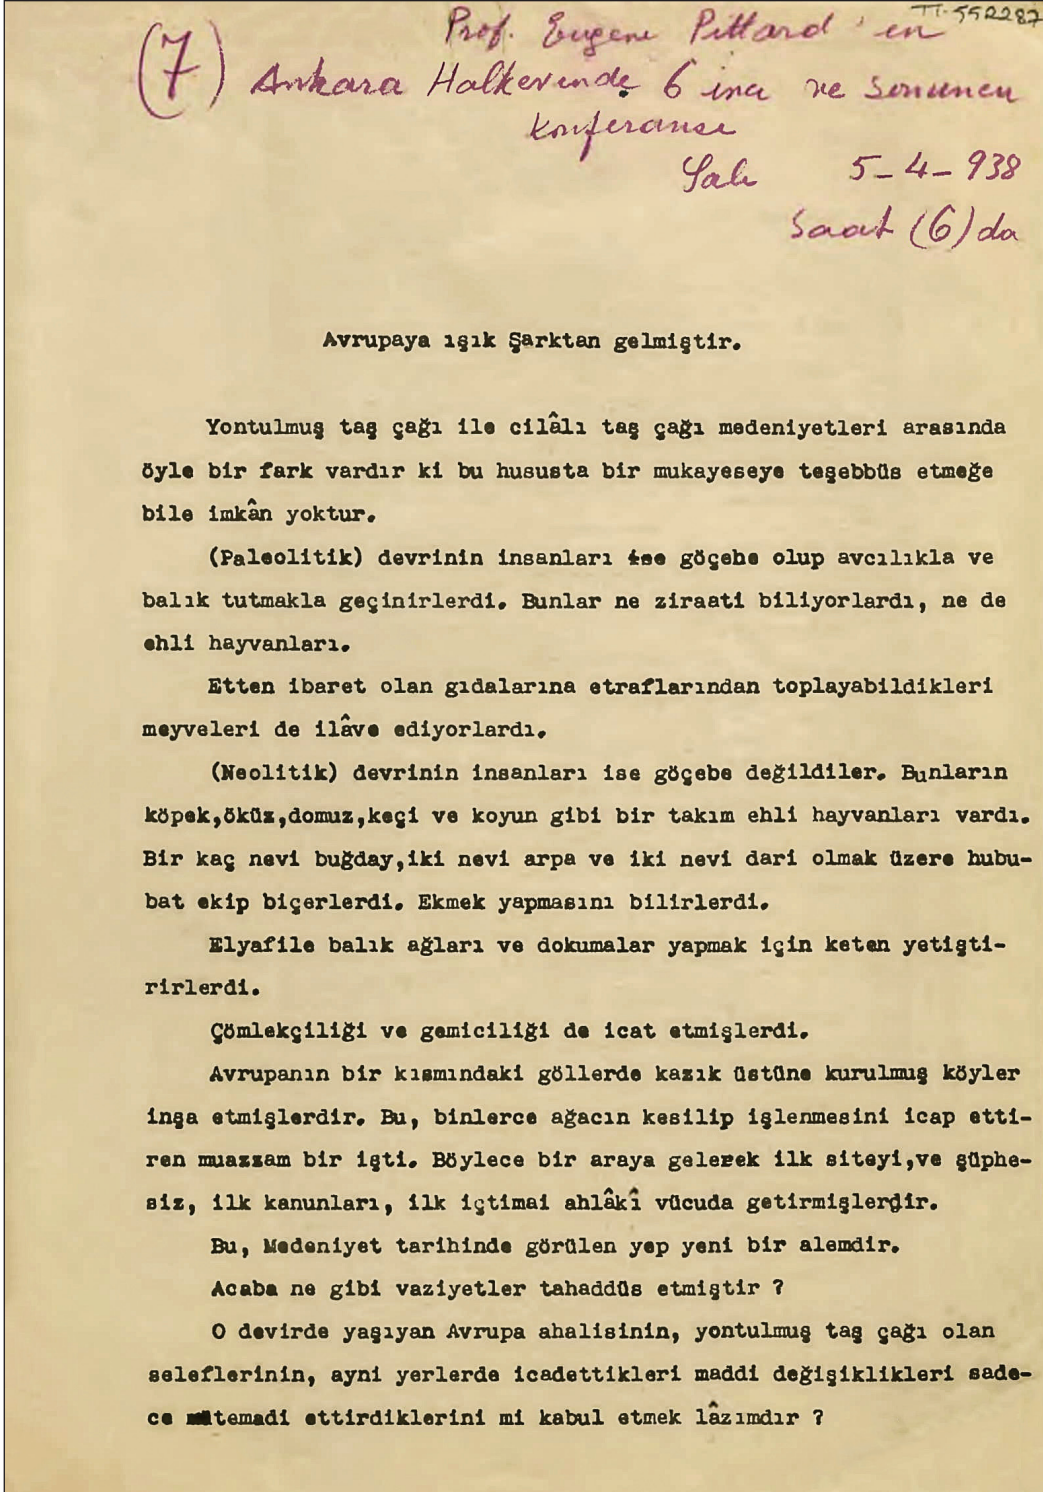 TT-552287
Prof. Eugene Pittard'ın
(7) Ankara Halkevinde 6 ıncı ve sonuncu
Konferansı
Salı 5-4-938
Saat (6) da
Avrupaya ışık Şarktan gelmiştir.
Yontulmuş taş çağı ile cilâlı taş çağı medeniyetleri arasında
öyle bir fark vardır ki bu hususta bir mukayeseye teşebbüs etmeğe
bile imkân yoktur.
(Paleolitik) devrinin insanları ise göçebe olup avcılıkla ve
balık tutmakla geçinirlerdi. Bunlar ne ziraati biliyorlardı, ne de
ehli hayvanları.
Etten ibaret olan gıdalarına etraflarından toplayabildikleri
meyveleri de ilâve ediyorlardı.
(Neolitik) devrinin insanları ise göçebe değildiler. Bunların
köpek,öküz,domuz,keçi ve koyun gibi bir takım ehli hayvanları vardı.
Bir kaç nevi buğday,iki nevi arpa ve iki nevi dari olmak üzere hubu-
bat ekip biçerlerdi. Ekmek yapmasını bilirlerdi.
Elyafile balık ağları ve dokumalar yapmak için keten yetişti-
rirlerdi.
Çömlekçiliği ve gemiciliği de icat etmişlerdi.
Avrupanın bir kısmındaki göllerde kazık üstüne kurulmuş köyler
inşa etmişlerdir. Bu, binlerce ağacın kesilip işlenmesini icap etti-
ren muazzam bir işti. Böylece bir araya gelerek ilk siteyi,ve şüphe-
siz, ilk kanunları, ilk içtimai ahlâkî vücuda getirmişlerdir.
Bu, Medeniyet tarihinde görülen yep yeni bir alemdir.
Acaba ne gibi vaziyetler tahaddüs etmiştir ?
O devirde yaşıyan Avrupa ahalisinin, yontulmuş taş çağı olan
seleflerinin, ayni yerlerde icadettikleri maddi değişiklikleri sade-
ce mütemadi ettirdiklerini mi kabul etmek lâzımdır ?